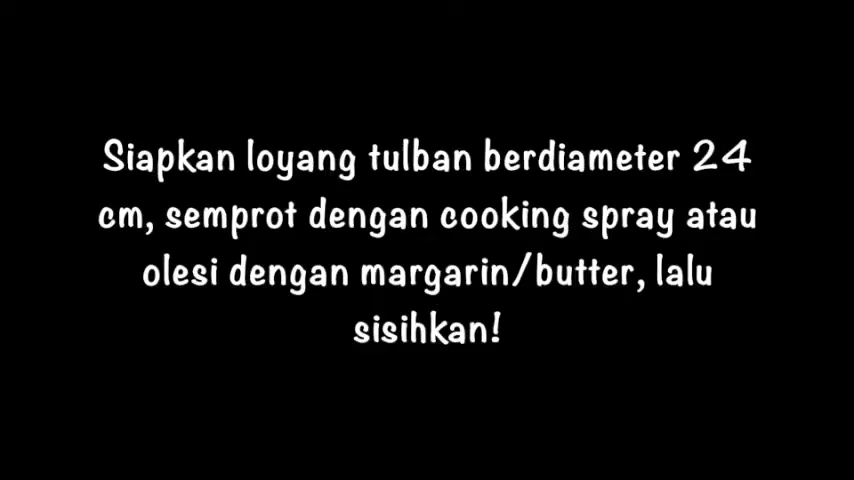 Siapkan loyang tulban berdiameter 24
cm, semprot dengan cooking spray atau
olesi dengan margarin/butter, lalu
sisihkan!